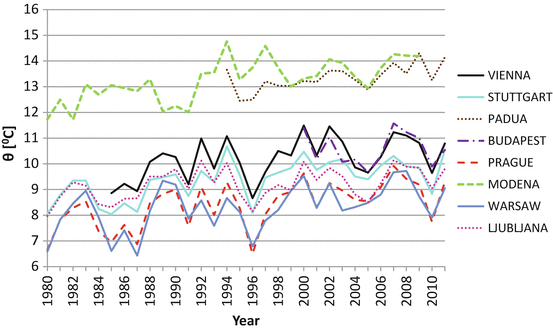 16
15
14
13
12
11
10
9
8
7
6
θ [⁰C]
1980
1982
1984
1986
1988
1990
1992
1994
1996
1998
2000
2002
2004
2006
2008
2010
Year
VIENNA
STUTTGART
PADUA
BUDAPEST
PRAGUE
MODENA
WARSAW
LJUBLJANA